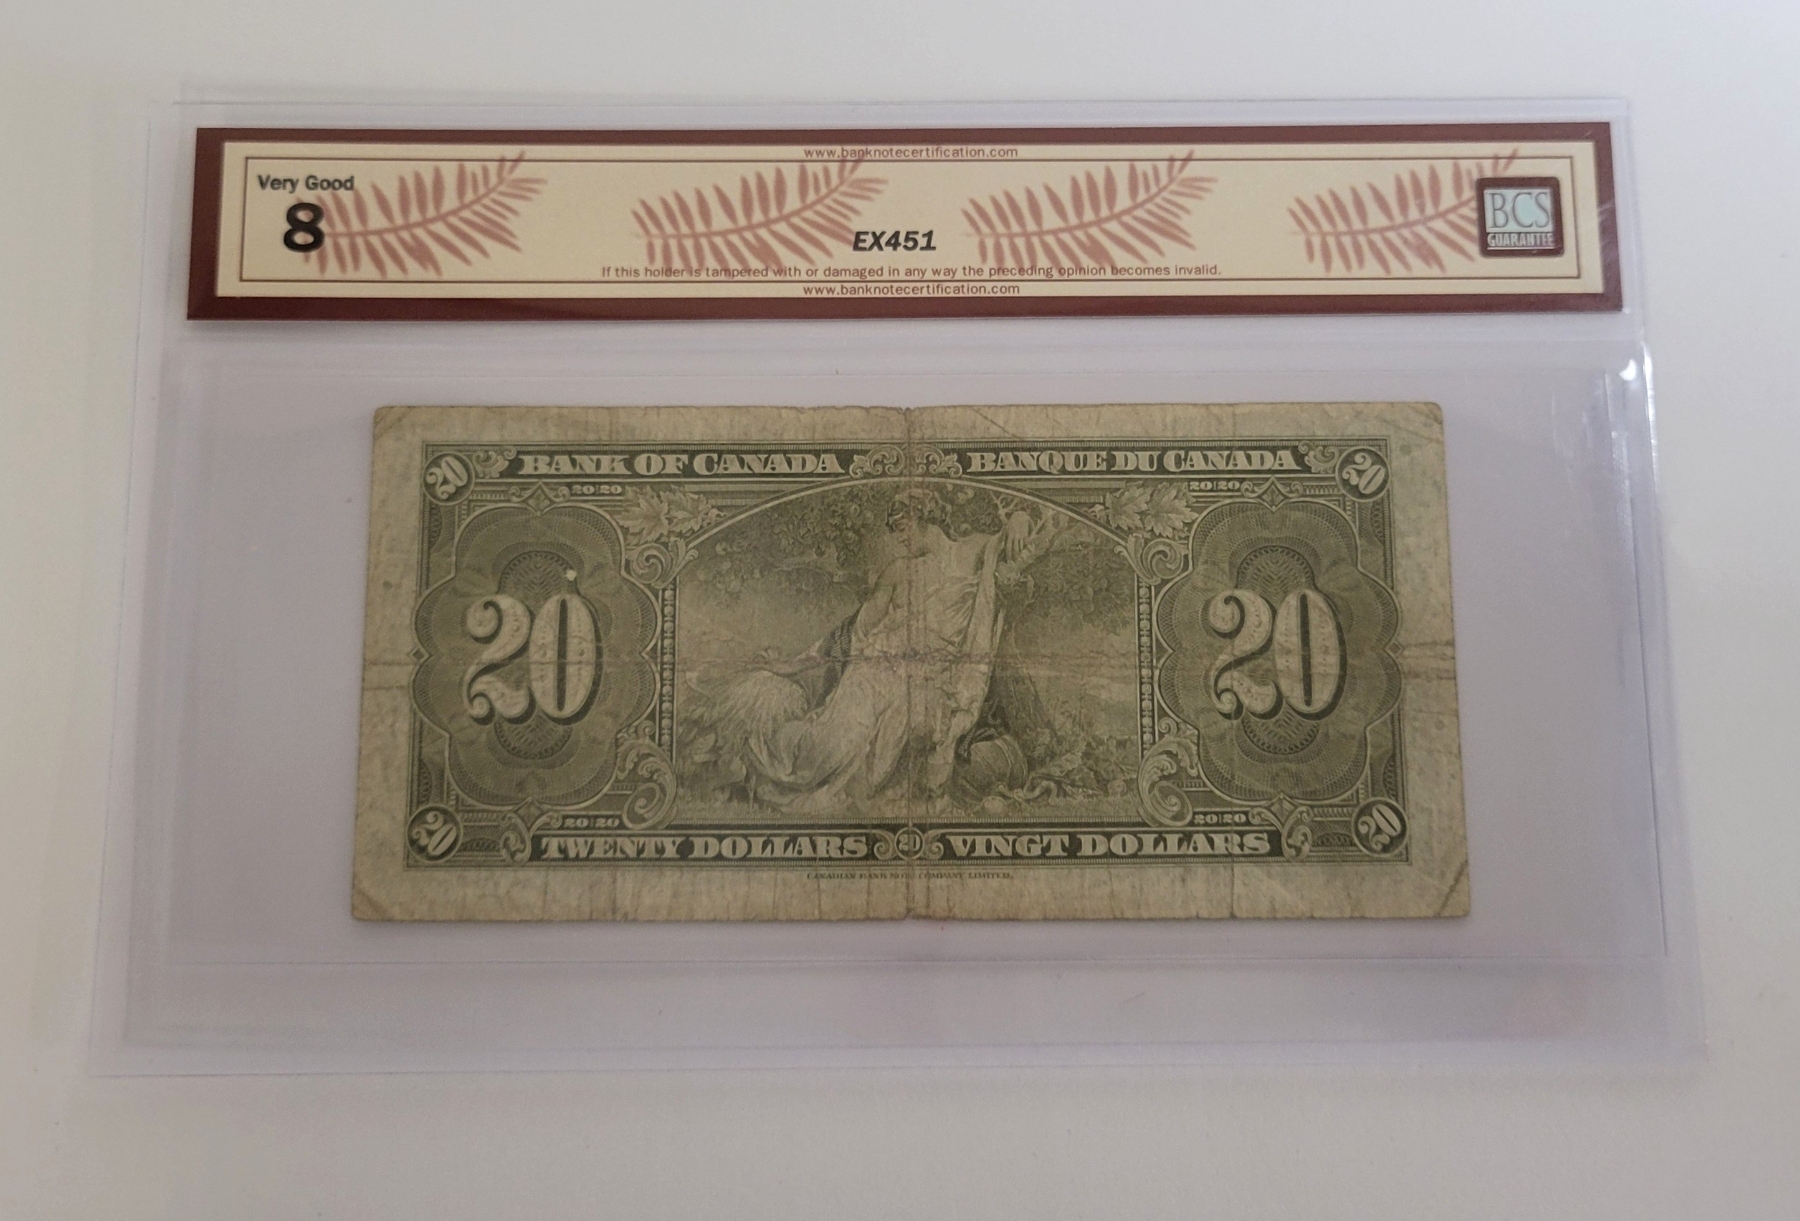 www.banknotecertification.com
Very Good
8
EX451
BCS
GUARANTEE
If this holder is tampered with or damaged in any way the preceding opinion becomes invalid.
www.banknotecertification.com
20 BANK OF CANADA BANQUE DU CANADA 20
20 20 20 20
20 20
20 20 20 20
20 TWENTY DOLLARS 20 VINGT DOLLARS 20
CANADIAN BANK NOTE COMPANY LIMITED.